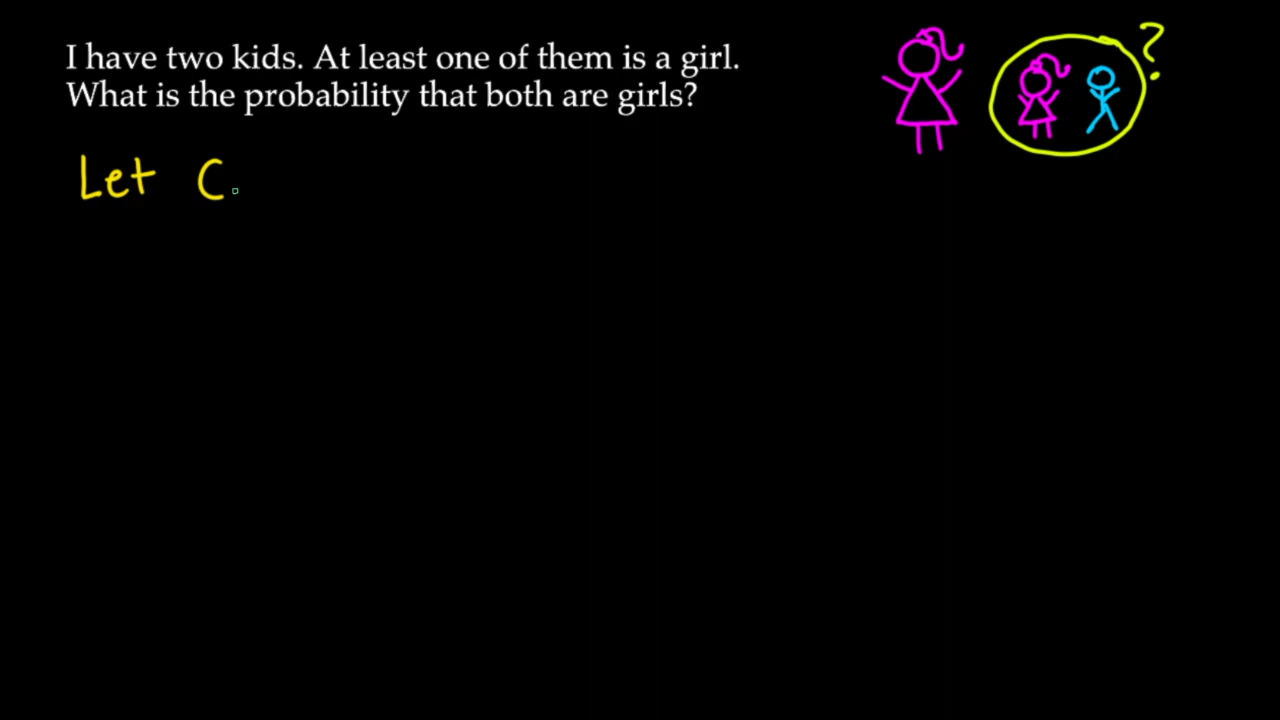 I have two kids. At least one of them is a girl.
What is the probability that both are girls?
?
Let C